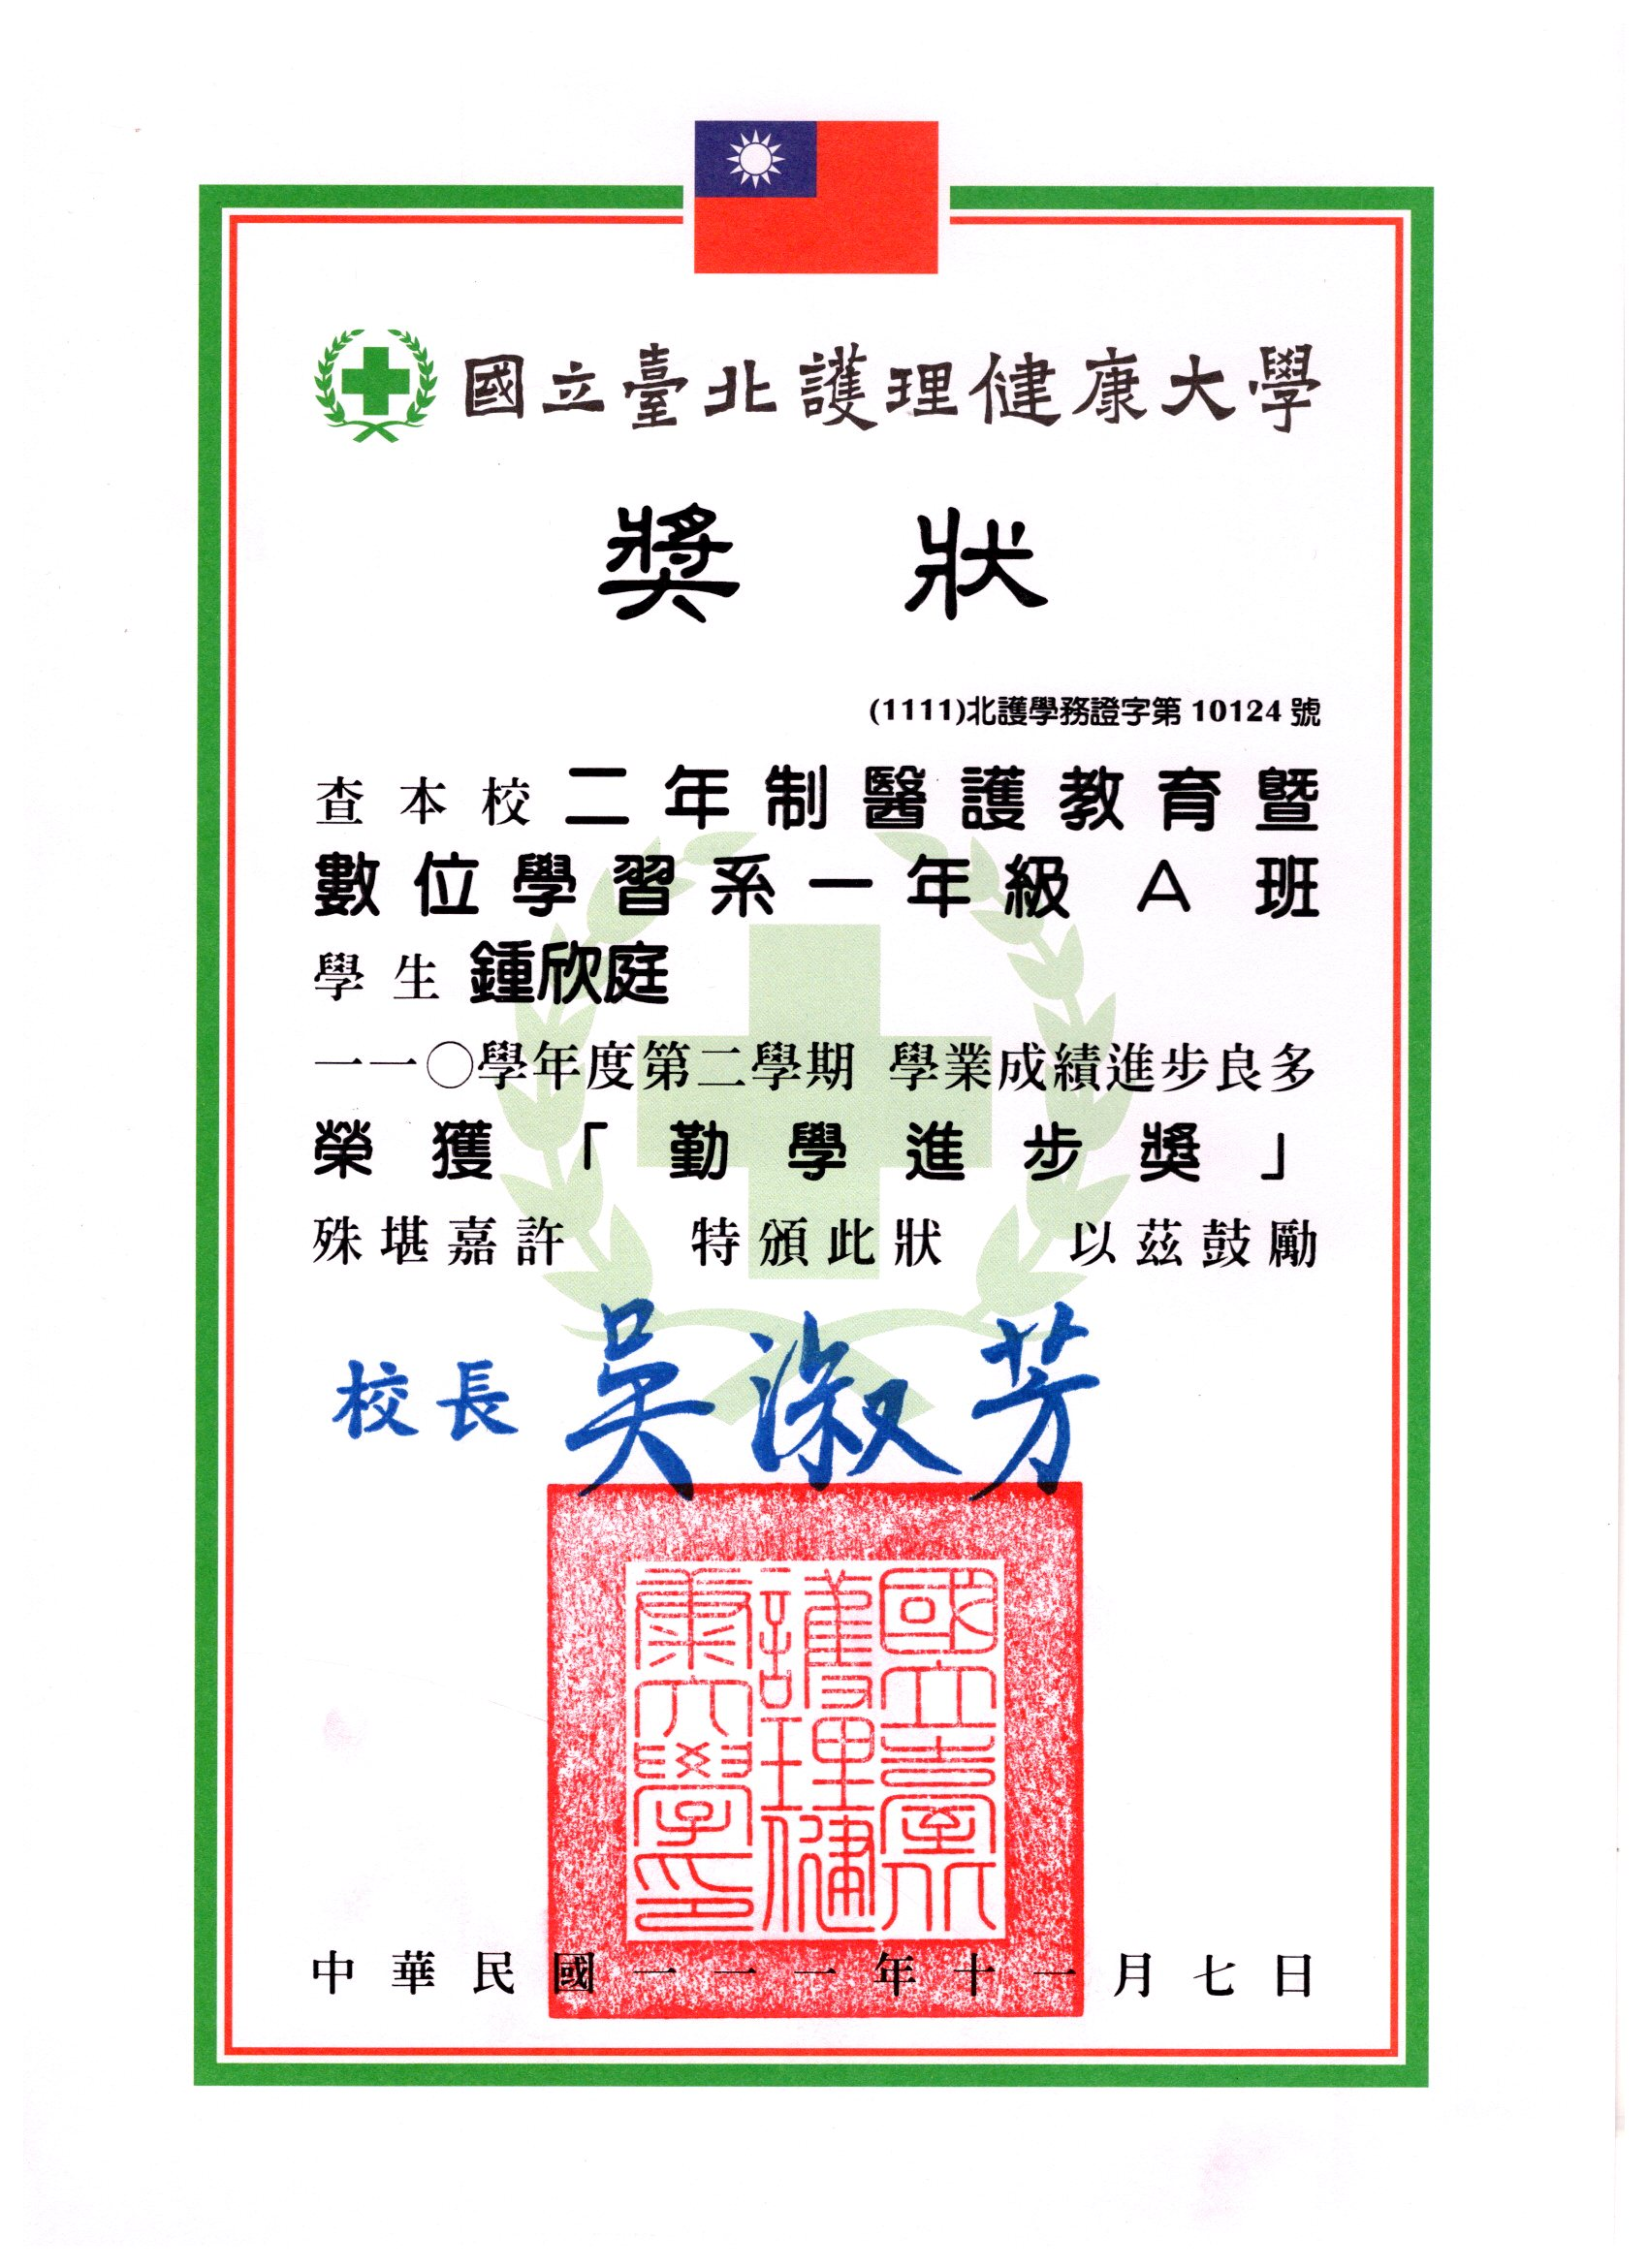 國立臺北護理健康大學
獎狀
(1111)北護學務證字第 10124 號
查本校二年制醫護教育暨
數位學習系一年級 A 班
學生 鍾欣庭
一一〇學年度第二學期 學業成績進步良多
榮獲「勤學進步獎」
殊堪嘉許 特頒此狀 以茲鼓勵
校長 吳淑芳
國立臺北
護理健
康大學印
中華民國一一一年十一月七日